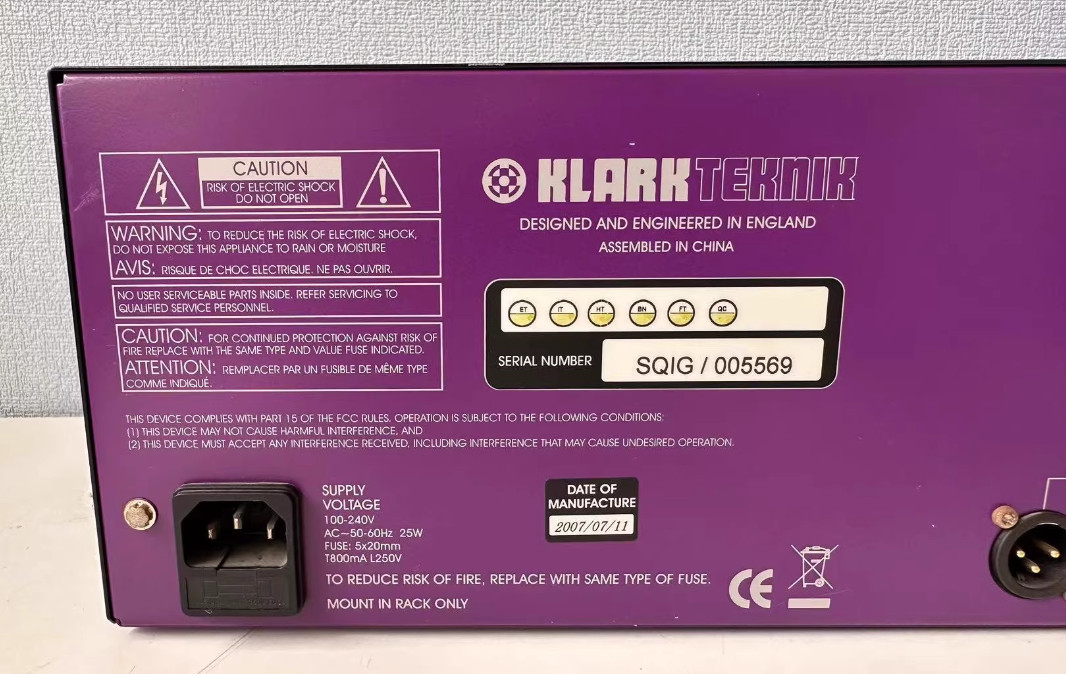 CAUTION
RISK OF ELECTRIC SHOCK
DO NOT OPEN
WARNING: TO REDUCE THE RISK OF ELECTRIC SHOCK,
DO NOT EXPOSE THIS APPLIANCE TO RAIN OR MOISTURE
AVIS: RISQUE DE CHOC ELECTRIQUE. NE PAS OUVRIR.
NO USER SERVICEABLE PARTS INSIDE. REFER SERVICING TO
QUALIFIED SERVICE PERSONNEL.
CAUTION: FOR CONTINUED PROTECTION AGAINST RISK OF
FIRE REPLACE WITH THE SAME TYPE AND VALUE FUSE INDICATED.
ATTENTION: REMPLACER PAR UN FUSIBLE DE MÊME TYPE
COMME INDIQUÉ.
KLARK TEKNIK
DESIGNED AND ENGINEERED IN ENGLAND
ASSEMBLED IN CHINA
ET IT HT BN FT QC
SERIAL NUMBER SQIG / 005569
THIS DEVICE COMPLIES WITH PART 15 OF THE FCC RULES. OPERATION IS SUBJECT TO THE FOLLOWING CONDITIONS:
(1) THIS DEVICE MAY NOT CAUSE HARMFUL INTERFERENCE, AND
(2) THIS DEVICE MUST ACCEPT ANY INTERFERENCE RECEIVED, INCLUDING INTERFERENCE THAT MAY CAUSE UNDESIRED OPERATION.
SUPPLY
VOLTAGE
100-240V
AC~50-60Hz 25W
FUSE: 5x20mm
T800mA L250V
DATE OF
MANUFACTURE
2007/07/11
TO REDUCE RISK OF FIRE, REPLACE WITH SAME TYPE OF FUSE.
MOUNT IN RACK ONLY
CE